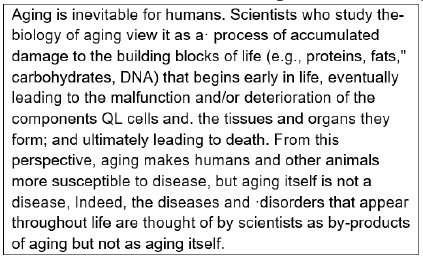 Aging is inevitable for humans. Scientists who study the-
biology of aging view it as a· process of accumulated
damage to the building blocks of life (e.g., proteins, fats,"
carbohydrates, DNA) that begins early in life, eventually
leading to the malfunction and/or deterioration of the
components QL cells and. the tissues and organs they
form; and ultimately leading to death. From this
perspective, aging makes humans and other animals
more susceptible to disease, but aging itself is not a
disease, Indeed, the diseases and ·disorders that appear
throughout life are thought of by scientists as by-products
of aging but not as aging itself.